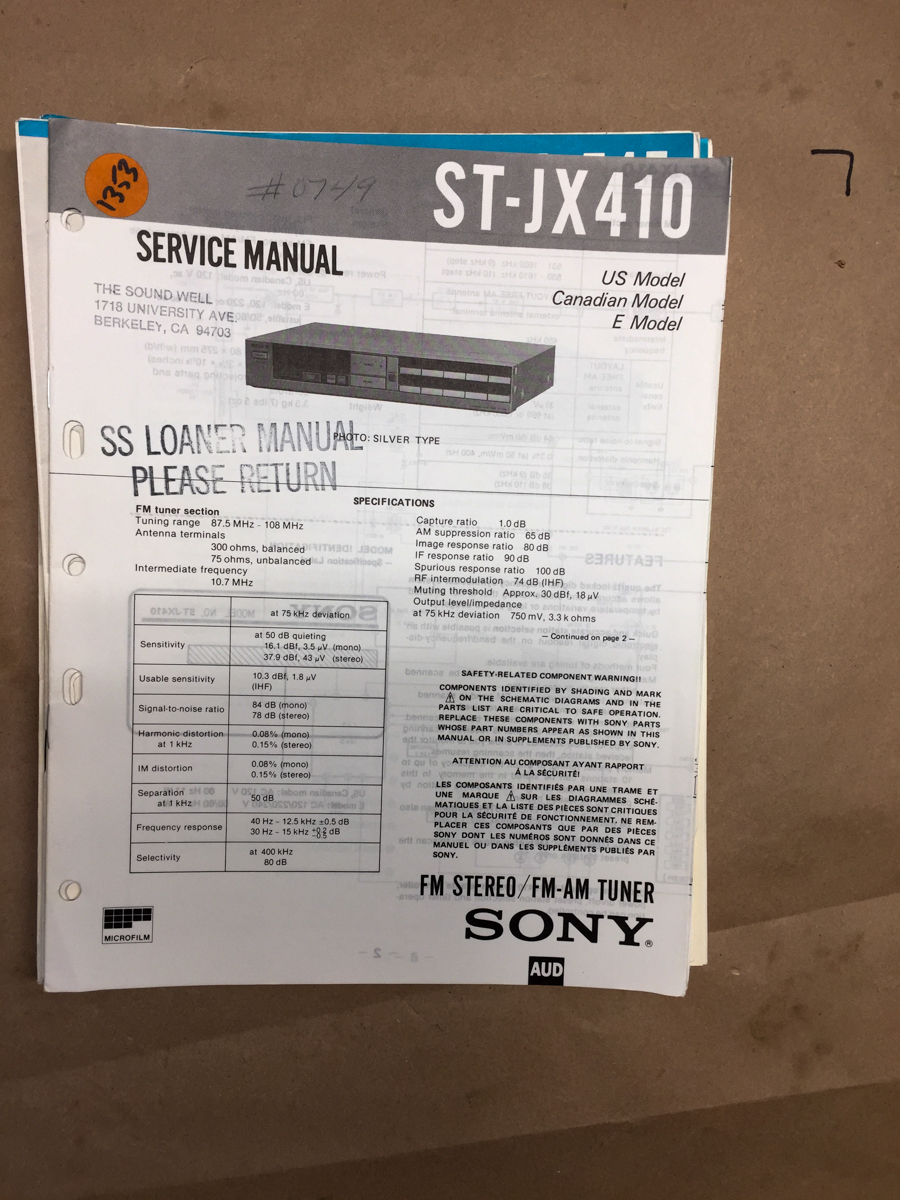 1353
#0749
ST-JX410
SERVICE MANUAL
US Model
Canadian Model
E Model
THE SOUND WELL
1718 UNIVERSITY AVE.
BERKELEY, CA 94703
SS LOANER MANUAL
PLEASE RETURN
PHOTO: SILVER TYPE
SPECIFICATIONS
FM tuner section
Tuning range 87.5 MHz - 108 MHz
Antenna terminals
300 ohms, balanced
75 ohms, unbalanced
Intermediate frequency
10.7 MHz
at 75 kHz deviation
Sensitivity
at 50 dB quieting
16.1 dBf, 3.5 μV (mono)
37.9 dBf, 43 μV (stereo)
Usable sensitivity
10.3 dBf, 1.8 μV
(IHF)
Signal-to-noise ratio
84 dB (mono)
78 dB (stereo)
Harmonic distortion
at 1 kHz
0.08% (mono)
0.15% (stereo)
IM distortion
0.08% (mono)
0.15% (stereo)
Separation
at 1 kHz
50 dB
Frequency response
40 Hz - 12.5 kHz ±0.5 dB
30 Hz - 15 kHz +0.2 -0.5 dB
Selectivity
at 400 kHz
80 dB
Capture ratio 1.0 dB
AM suppression ratio 65 dB
Image response ratio 80 dB
IF response ratio 90 dB
Spurious response ratio 100 dB
RF intermodulation 74 dB (IHF)
Muting threshold Approx. 30 dBf, 18 μV
Output level/impedance
at 75 kHz deviation 750 mV, 3.3 k ohms
— Continued on page 2 —
SAFETY-RELATED COMPONENT WARNING!!
COMPONENTS IDENTIFIED BY SHADING AND MARK
⚠ ON THE SCHEMATIC DIAGRAMS AND IN THE
PARTS LIST ARE CRITICAL TO SAFE OPERATION.
REPLACE THESE COMPONENTS WITH SONY PARTS
WHOSE PART NUMBERS APPEAR AS SHOWN IN THIS
MANUAL OR IN SUPPLEMENTS PUBLISHED BY SONY.
ATTENTION AU COMPOSANT AYANT RAPPORT
À LA SÉCURITÉ!
LES COMPOSANTS IDENTIFIÉS PAR UNE TRAME ET
UNE MARQUE ⚠ SUR LES DIAGRAMMES SCHÉ-
MATIQUES ET LA LISTE DES PIÈCES SONT CRITIQUES
POUR LA SÉCURITÉ DE FONCTIONNEMENT. NE REM-
PLACER CES COMPOSANTS QUE PAR DES PIÈCES
SONY DONT LES NUMÉROS SONT DONNÉS DANS CE
MANUEL OU DANS LES SUPPLÉMENTS PUBLIÉS PAR
SONY.
FM STEREO/FM-AM TUNER
SONY®
AUD
MICROFILM